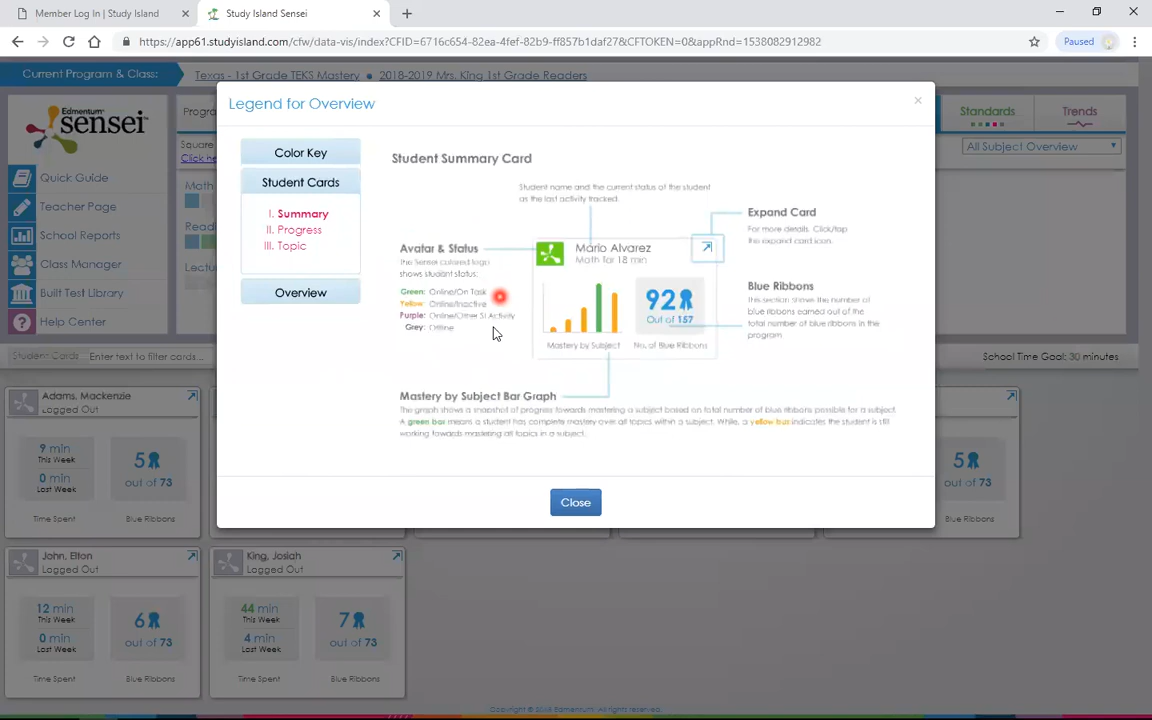 Member Log In | Study Island
Study Island Sensei
https://app61.studyisland.com/cfw/data-vis/index?CFID=6716c654-82ea-4fef-82b9-ff857b1daf27&CFTOKEN=0&appRnd=1538082912982
Paused
Current Program & Class:
Texas - 1st Grade TEKS Mastery
2018-2019 Mrs. King 1st Grade Readers
Edmentum
sensei
Quick Guide
Teacher Page
School Reports
Class Manager
Built Test Library
Help Center
Standards
Trends
All Subject Overview
Square
Math
Legend for Overview
Color Key
Student Cards
I. Summary
II. Progress
III. Topic
Overview
Student Summary Card
Student name and the current status of the student
as the last activity tracked.
Expand Card
For more details. Click/tap
the expand card icon.
Avatar & Status
The Sensei colored logo
shows student status:
Green: Online/On Task
Yellow: Online/Inactive
Purple: Online/Other SI Activity
Grey: Offline
Mario Alvarez
Math for 18 min
92
Out of 157
Mastery by Subject
No. of Blue Ribbons
Blue Ribbons
This section shows the number of
blue ribbons earned out of the
total number of blue ribbons in the
program.
Mastery by Subject Bar Graph
The graph shows a snapshot of progress towards mastering a subject based on total number of blue ribbons possible for a subject.
A green box means a student has complete mastery over all topics within a subject. While, a yellow box indicates the student is still
working towards mastering all topics in a subject.
Close
Student Cards
Enter text to filter cards...
School Time Goal: 30 minutes
Adams, Mackenzie
Logged Out
9 min
This Week
0 min
Last Week
Time Spent
5
out of 73
Blue Ribbons
5
out of 73
Blue Ribbons
John, Elton
Logged Out
12 min
This Week
0 min
Last Week
Time Spent
6
out of 73
Blue Ribbons
King, Josiah
Logged Out
44 min
This Week
4 min
Last Week
Time Spent
7
out of 73
Blue Ribbons
Copyright © 2018 Edmentum. All rights reserved.